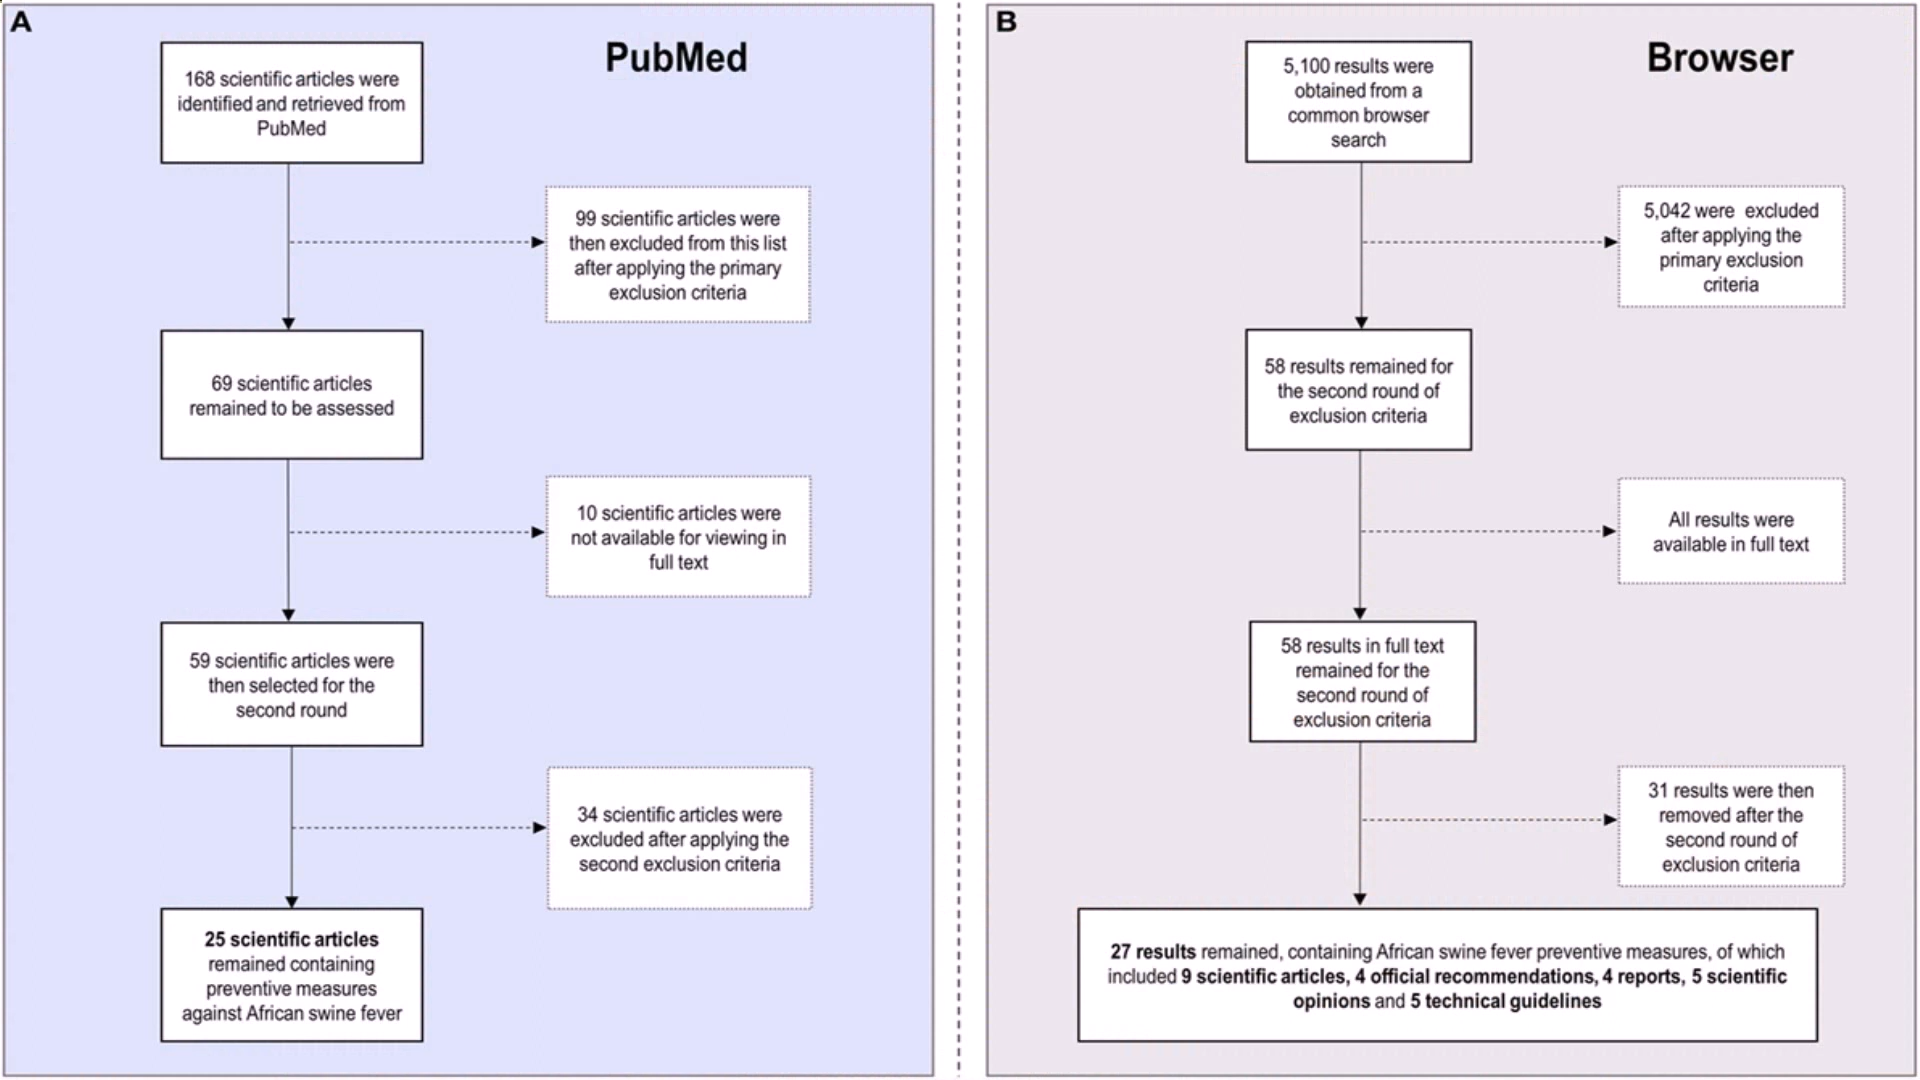 A
PubMed
168 scientific articles were
identified and retrieved from
PubMed
99 scientific articles were
then excluded from this list
after applying the primary
exclusion criteria
69 scientific articles
remained to be assessed
10 scientific articles were
not available for viewing in
full text
59 scientific articles were
then selected for the
second round
34 scientific articles were
excluded after applying the
second exclusion criteria
25 scientific articles
remained containing
preventive measures
against African swine fever
B
Browser
5,100 results were
obtained from a
common browser
search
5,042 were excluded
after applying the
primary exclusion
criteria
58 results remained for
the second round of
exclusion criteria
All results were
available in full text
58 results in full text
remained for the
second round of
exclusion criteria
31 results were then
removed after the
second round of
exclusion criteria
27 results remained, containing African swine fever preventive measures, of which
included 9 scientific articles, 4 official recommendations, 4 reports, 5 scientific
opinions and 5 technical guidelines